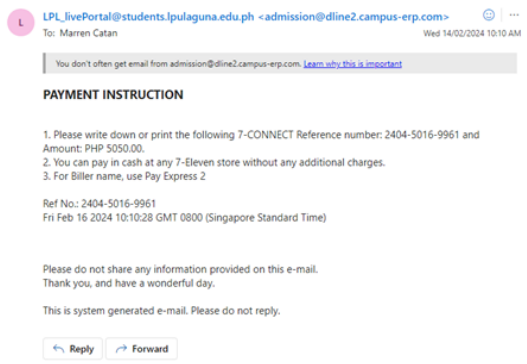 L
LPL_livePortal@students.lpulaguna.edu.ph <admission@dline2.campus-erp.com>
To: Marren Catan
Wed 14/02/2024 10:10 AM
You don't often get email from admission@dline2.campus-erp.com. Learn why this is important
PAYMENT INSTRUCTION
1. Please write down or print the following 7-CONNECT Reference number: 2404-5016-9961 and
Amount: PHP 5050.00.
2. You can pay in cash at any 7-Eleven store without any additional charges.
3. For Biller name, use Pay Express 2
Ref No.: 2404-5016-9961
Fri Feb 16 2024 10:10:28 GMT 0800 (Singapore Standard Time)
Please do not share any information provided on this e-mail.
Thank you, and have a wonderful day.
This is system generated e-mail. Please do not reply.
Reply Forward